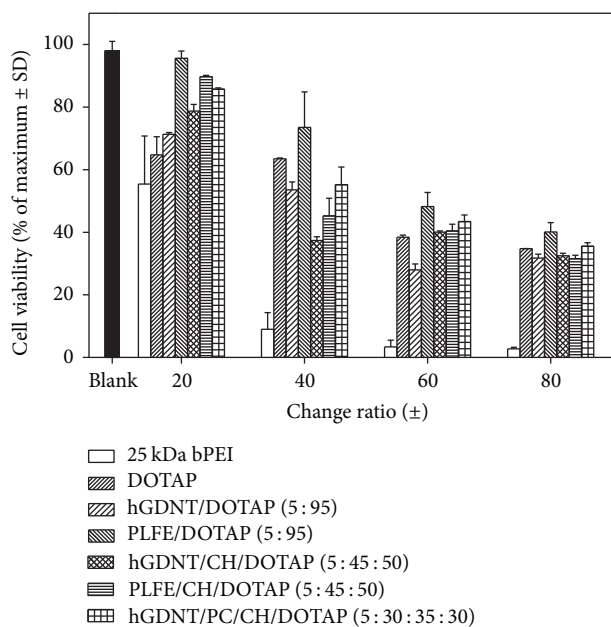 Cell viability (% of maximum ± SD)
100
80
60
40
20
0
Blank 20 40 60 80
Change ratio (±)
25 kDa bPEI
DOTAP
hGDNT/DOTAP (5 : 95)
PLFE/DOTAP (5 : 95)
hGDNT/CH/DOTAP (5 : 45 : 50)
PLFE/CH/DOTAP (5 : 45 : 50)
hGDNT/PC/CH/DOTAP (5 : 30 : 35 : 30)